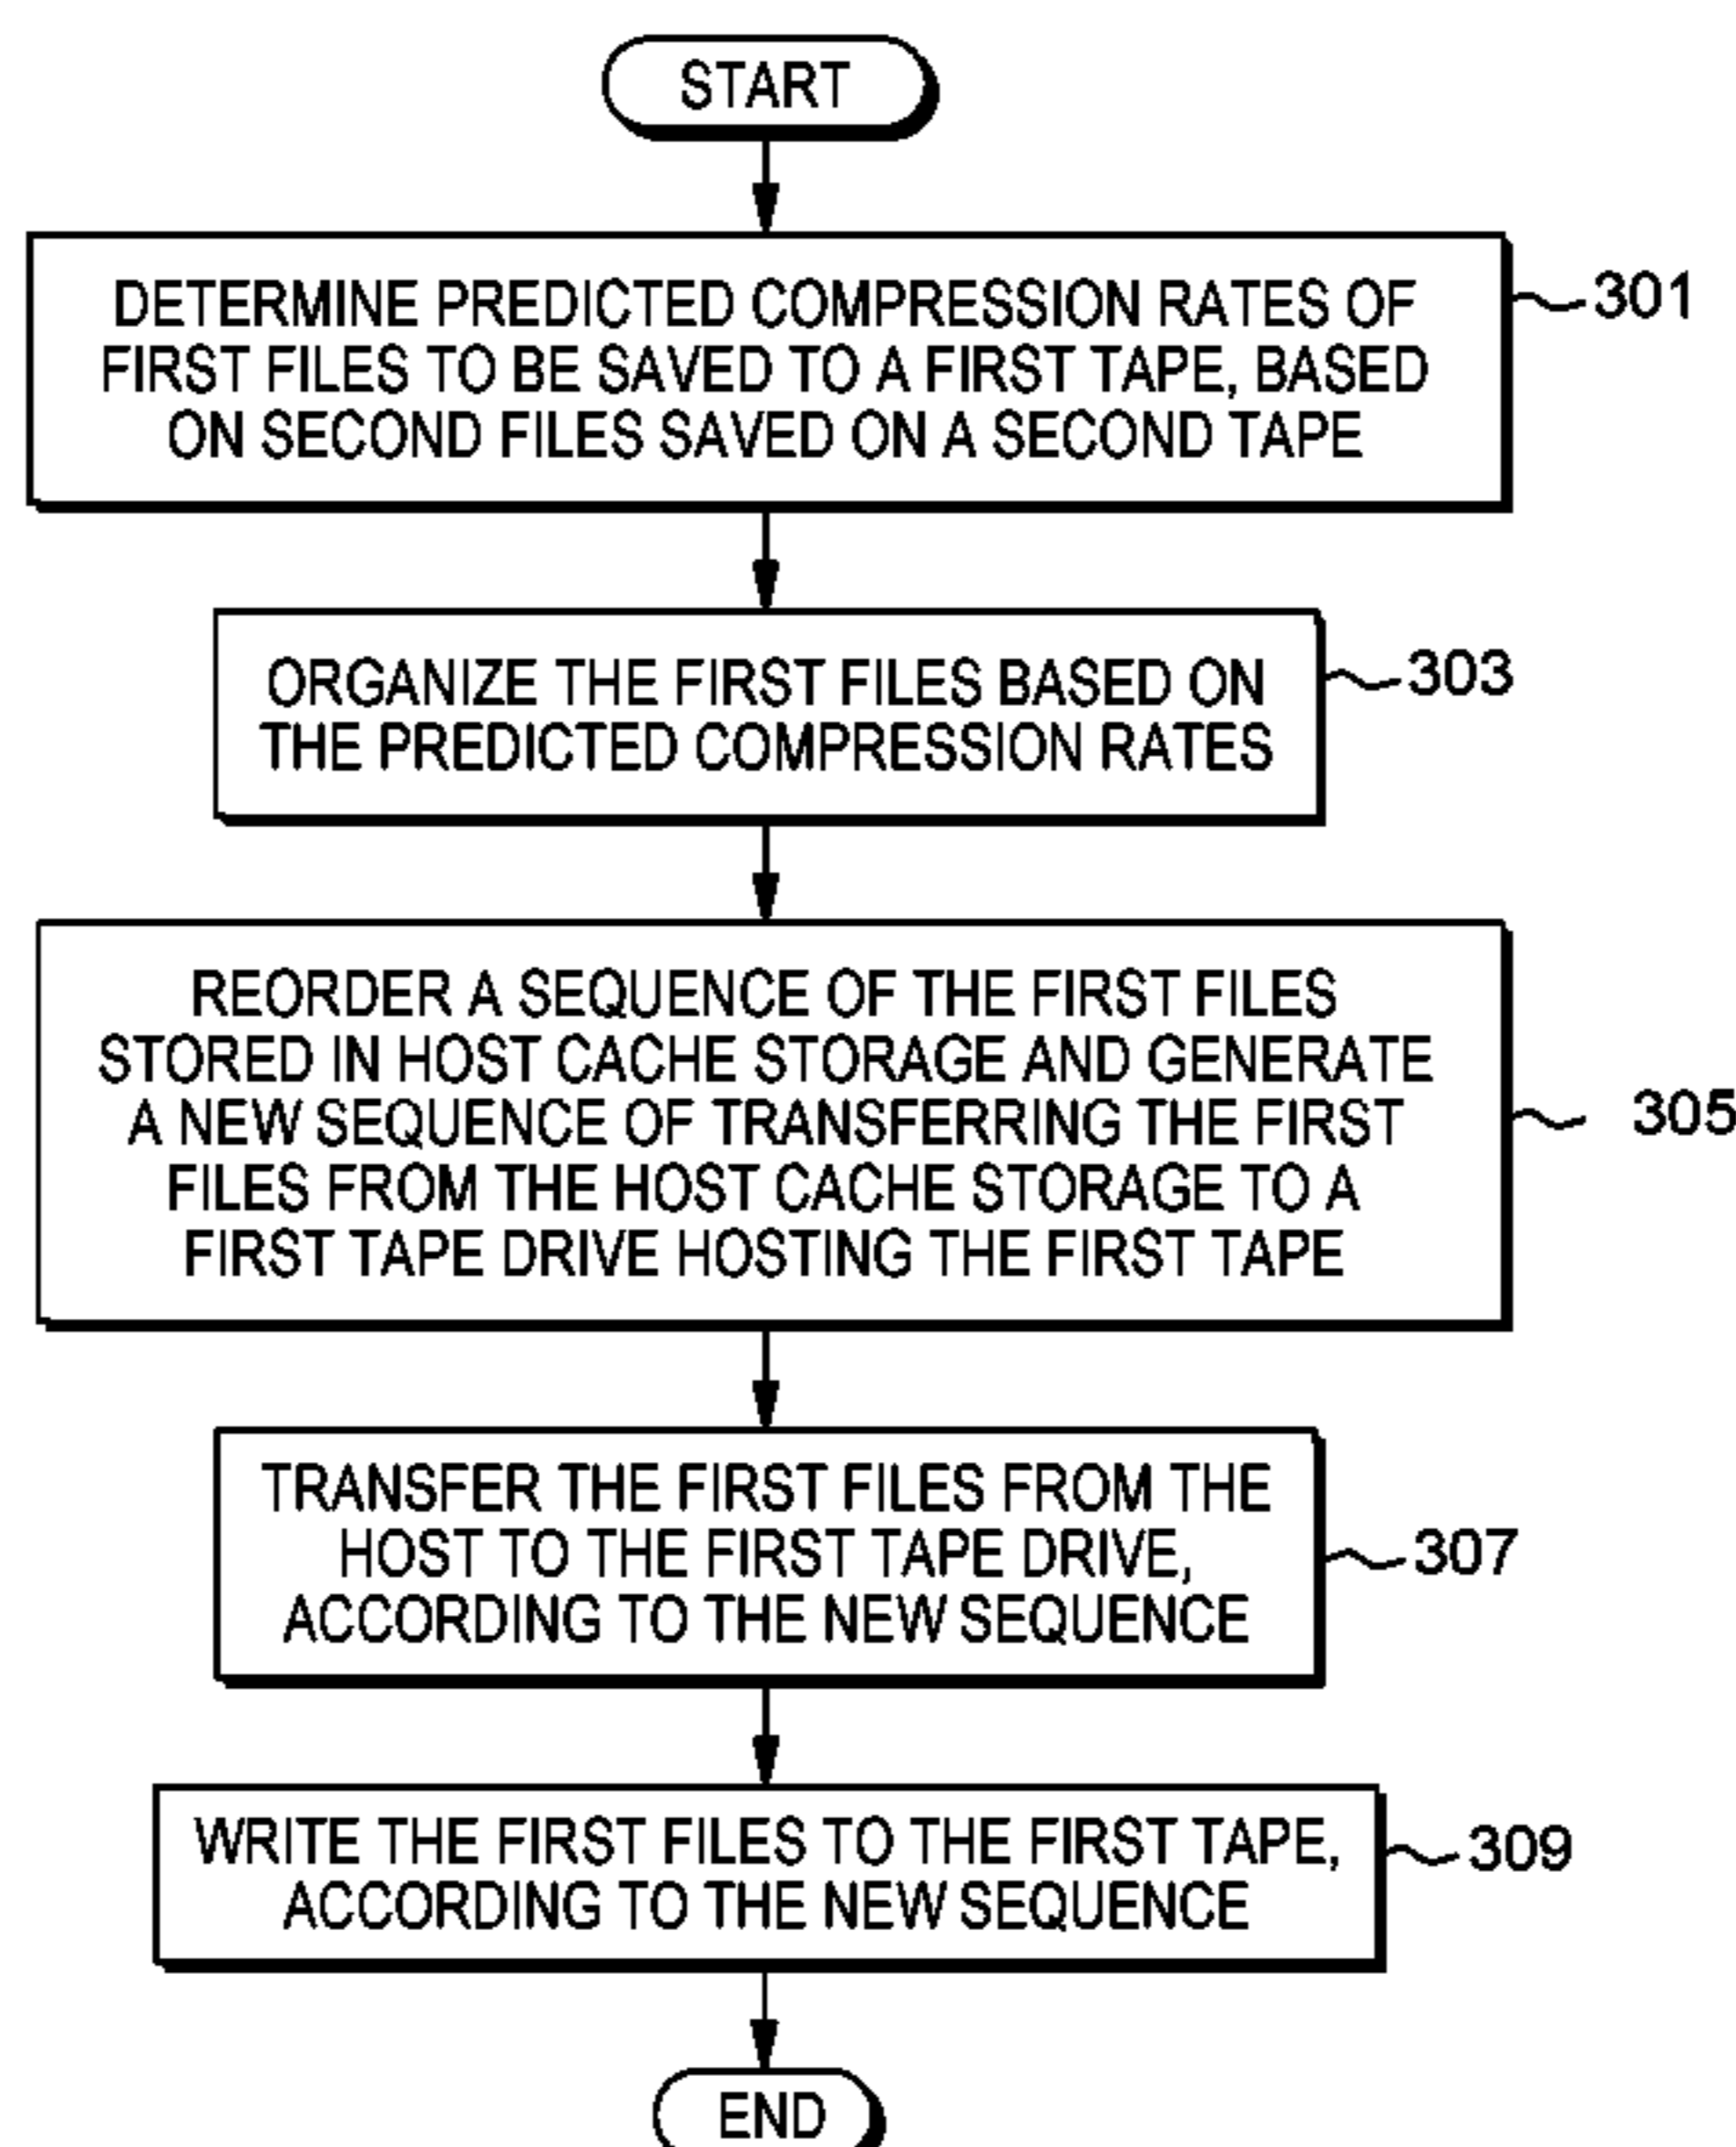 START
DETERMINE PREDICTED COMPRESSION RATES OF
FIRST FILES TO BE SAVED TO A FIRST TAPE, BASED
ON SECOND FILES SAVED ON A SECOND TAPE
301
ORGANIZE THE FIRST FILES BASED ON
THE PREDICTED COMPRESSION RATES
303
REORDER A SEQUENCE OF THE FIRST FILES
STORED IN HOST CACHE STORAGE AND GENERATE
A NEW SEQUENCE OF TRANSFERRING THE FIRST
FILES FROM THE HOST CACHE STORAGE TO A
FIRST TAPE DRIVE HOSTING THE FIRST TAPE
305
TRANSFER THE FIRST FILES FROM THE
HOST TO THE FIRST TAPE DRIVE,
ACCORDING TO THE NEW SEQUENCE
307
WRITE THE FIRST FILES TO THE FIRST TAPE,
ACCORDING TO THE NEW SEQUENCE
309
END